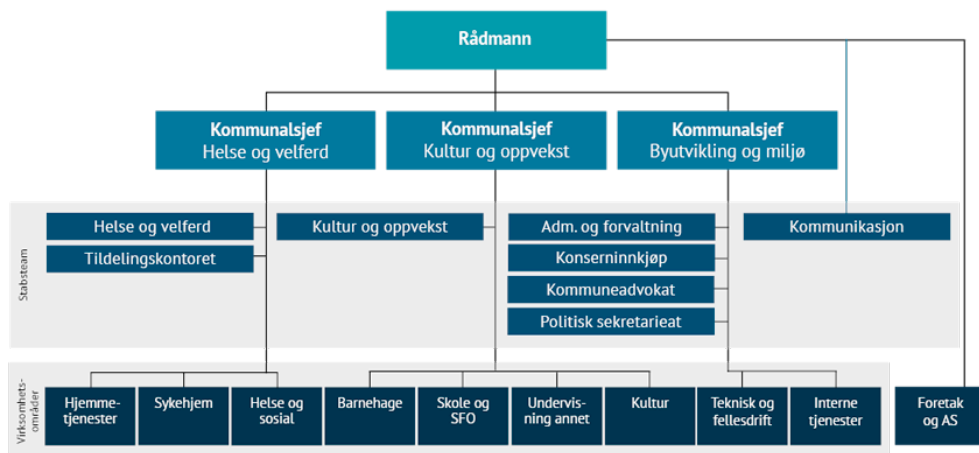 Rådmann
Kommunalsjef
Helse og velferd
Kommunalsjef
Kultur og oppvekst
Kommunalsjef
Byutvikling og miljø
Stabsteam
Helse og velferd
Tildelingskontoret
Kultur og oppvekst
Adm. og forvaltning
Konserninnkjøp
Kommuneadvokat
Politisk sekretarieat
Kommunikasjon
Virksomhets-
områder
Hjemme-
tjenester
Sykehjem
Helse og
sosial
Barnehage
Skole og
SFO
Undervis-
ning annet
Kultur
Teknisk og
fellesdrift
Interne
tjenester
Foretak
og AS